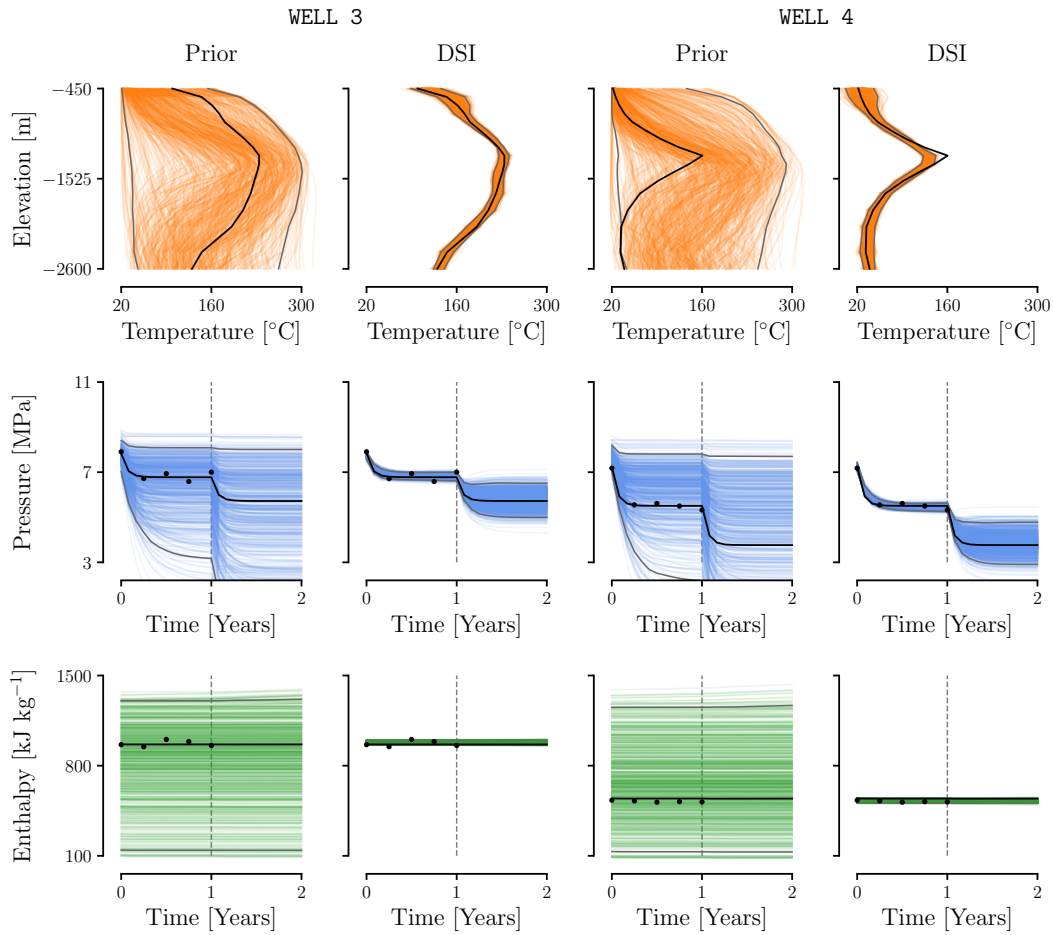 WELL 3 WELL 4
Prior DSI Prior DSI
Elevation [m]
−450
−1525
−2600
20 160 300 20 160 300 20 160 300 20 160 300
Temperature [°C] Temperature [°C] Temperature [°C] Temperature [°C]
Pressure [MPa]
11
7
3
0 1 2 0 1 2 0 1 2 0 1 2
Time [Years] Time [Years] Time [Years] Time [Years]
Enthalpy [kJ kg⁻¹]
1500
800
100
0 1 2 0 1 2 0 1 2 0 1 2
Time [Years] Time [Years] Time [Years] Time [Years]